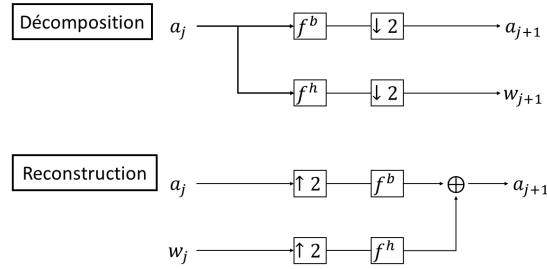 Décomposition
a_j f^b ↓ 2 a_{j+1}
f^h ↓ 2 w_{j+1}
Reconstruction
a_j ↑ 2 f^b ⊕ a_{j+1}
w_j ↑ 2 f^h